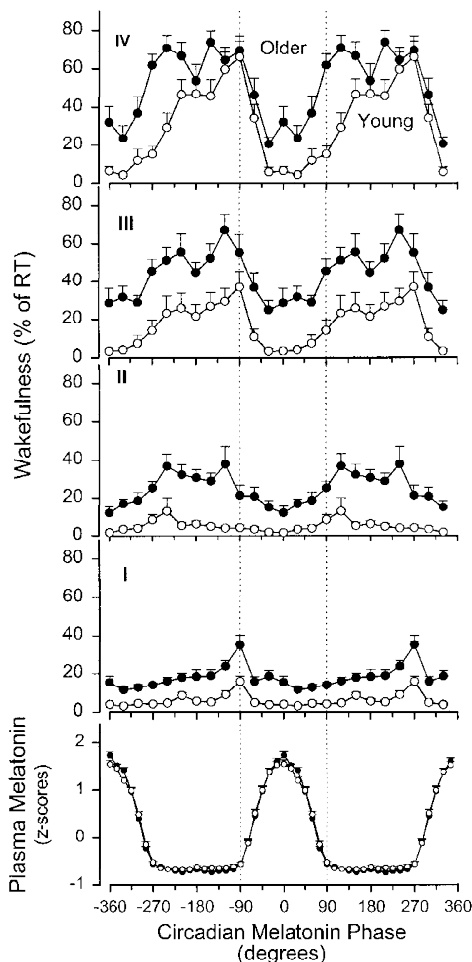 80
IV
Older
60
40
Young
20
0
80
III
60
40
20
0
Wakefulness (% of RT)
80
II
60
40
20
0
80
I
60
40
20
0
2
1
0
-1
Plasma Melatonin
(z-scores)
-360 -270 -180 -90 0 90 180 270 360
Circadian Melatonin Phase
(degrees)